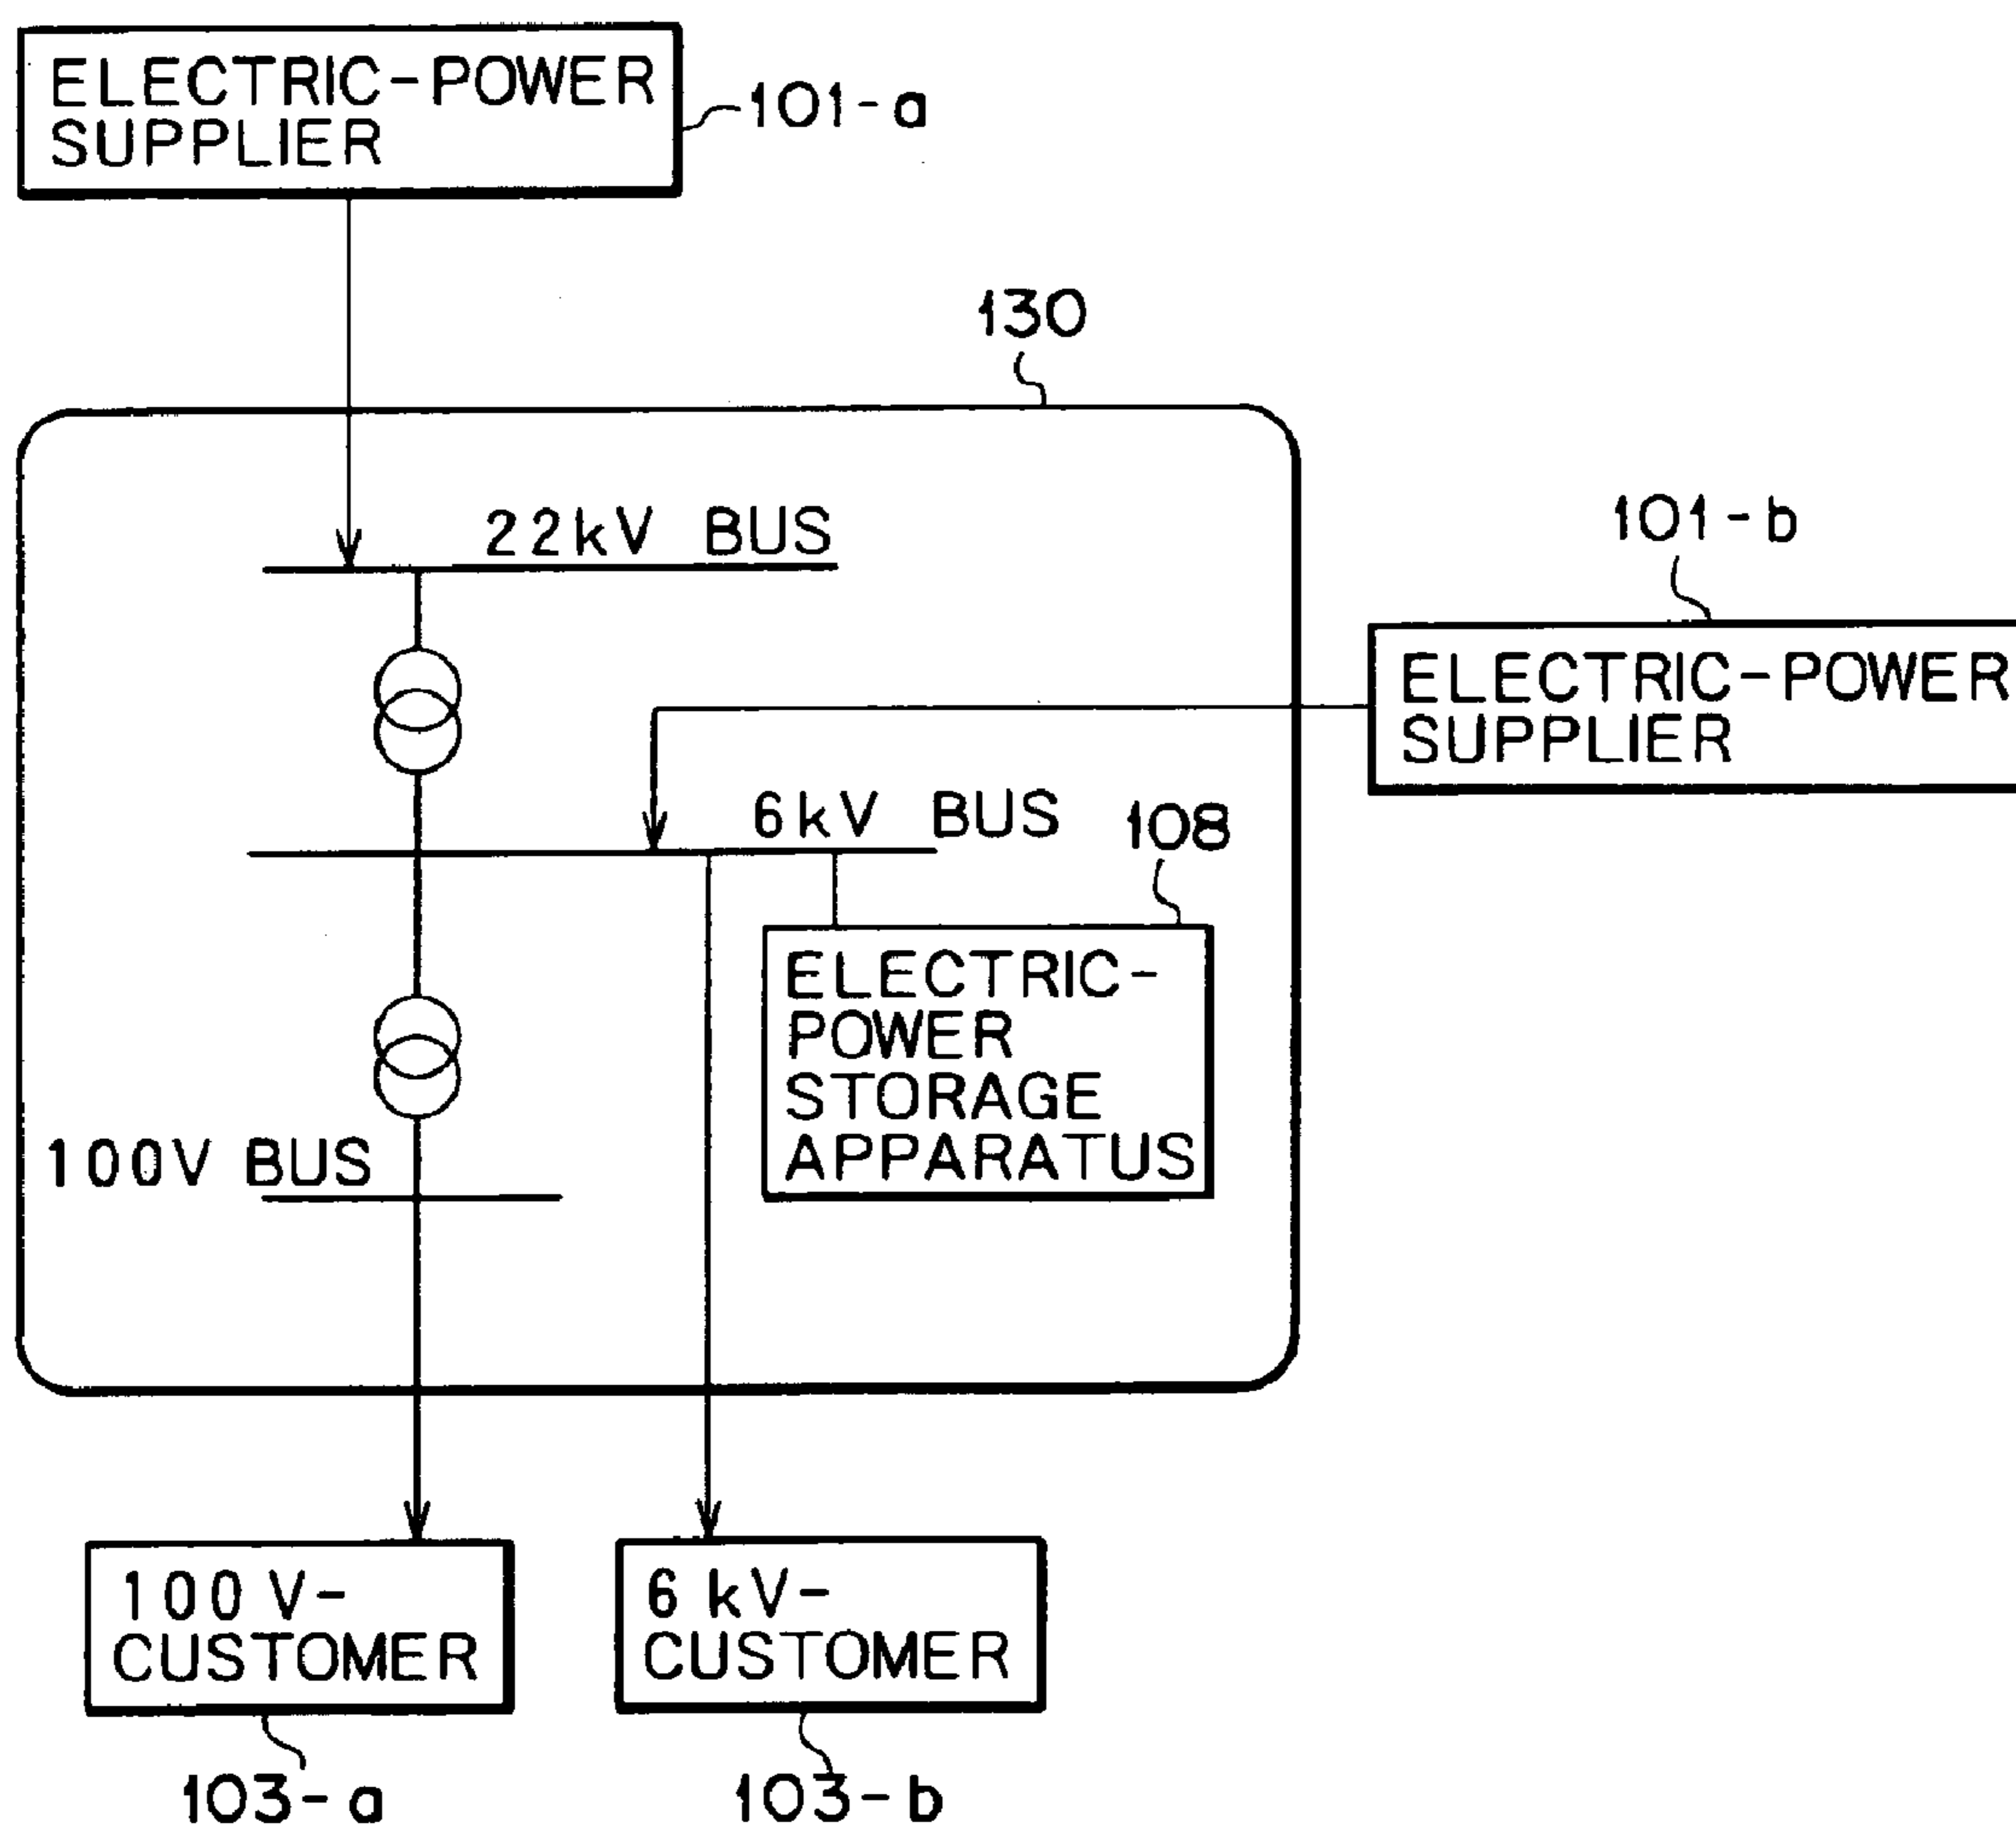 ELECTRIC-POWER
SUPPLIER
101-a
130
22kV BUS
101-b
ELECTRIC-POWER
SUPPLIER
6kV BUS
108
ELECTRIC-
POWER
STORAGE
APPARATUS
100V BUS
100V-
CUSTOMER
6kV-
CUSTOMER
103-a
103-b